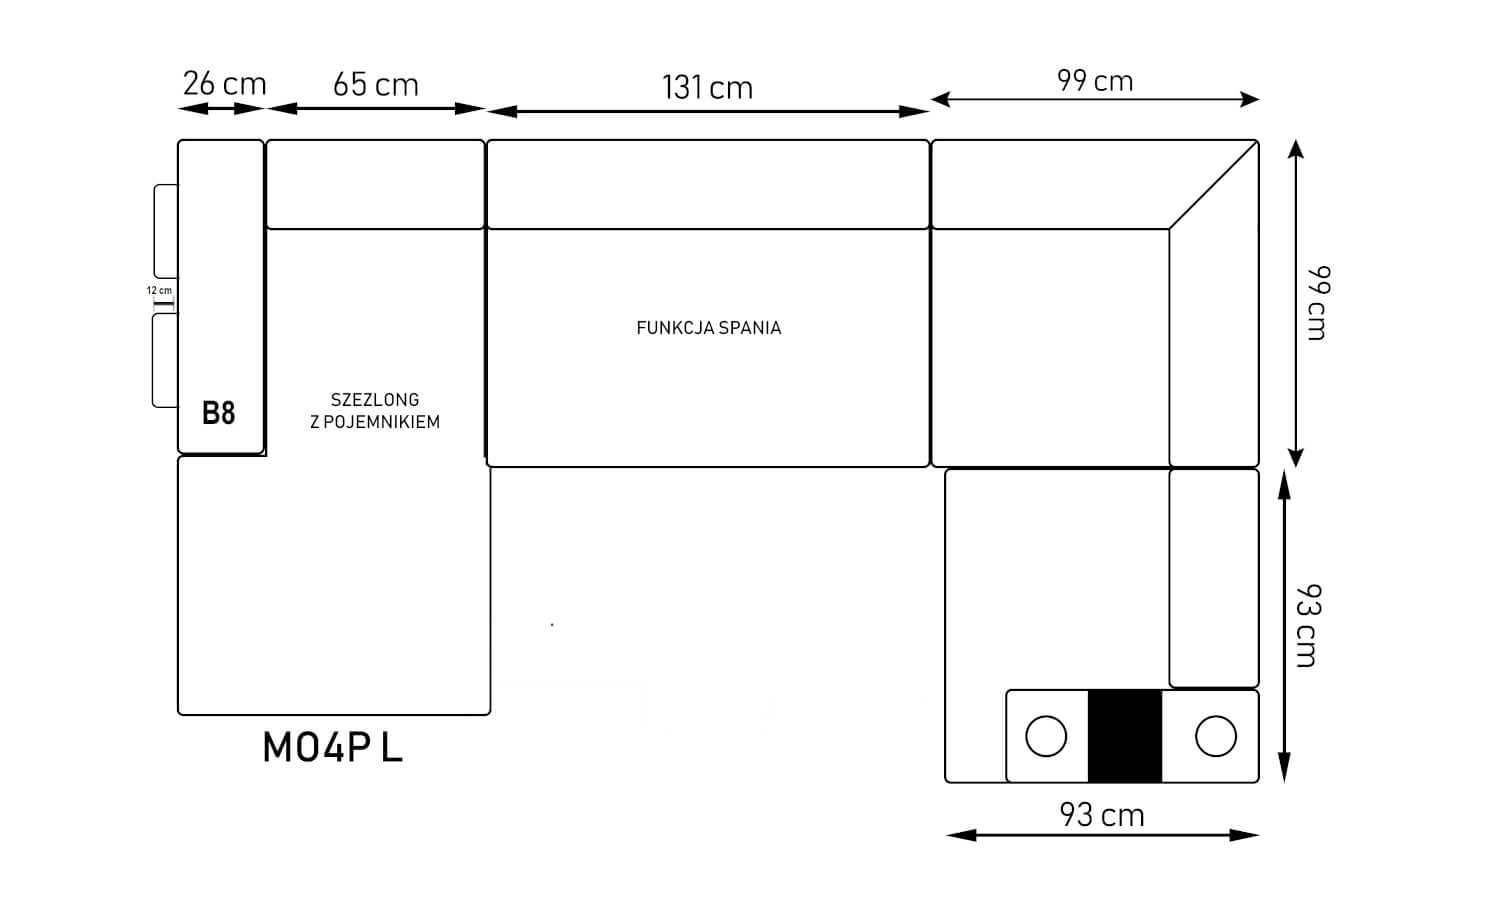 26 cm
65 cm
131 cm
99 cm
99 cm
12 cm
FUNKCJA SPANIA
SZEZLONG
Z POJEMNIKIEM
B8
93 cm
MO4P L
93 cm